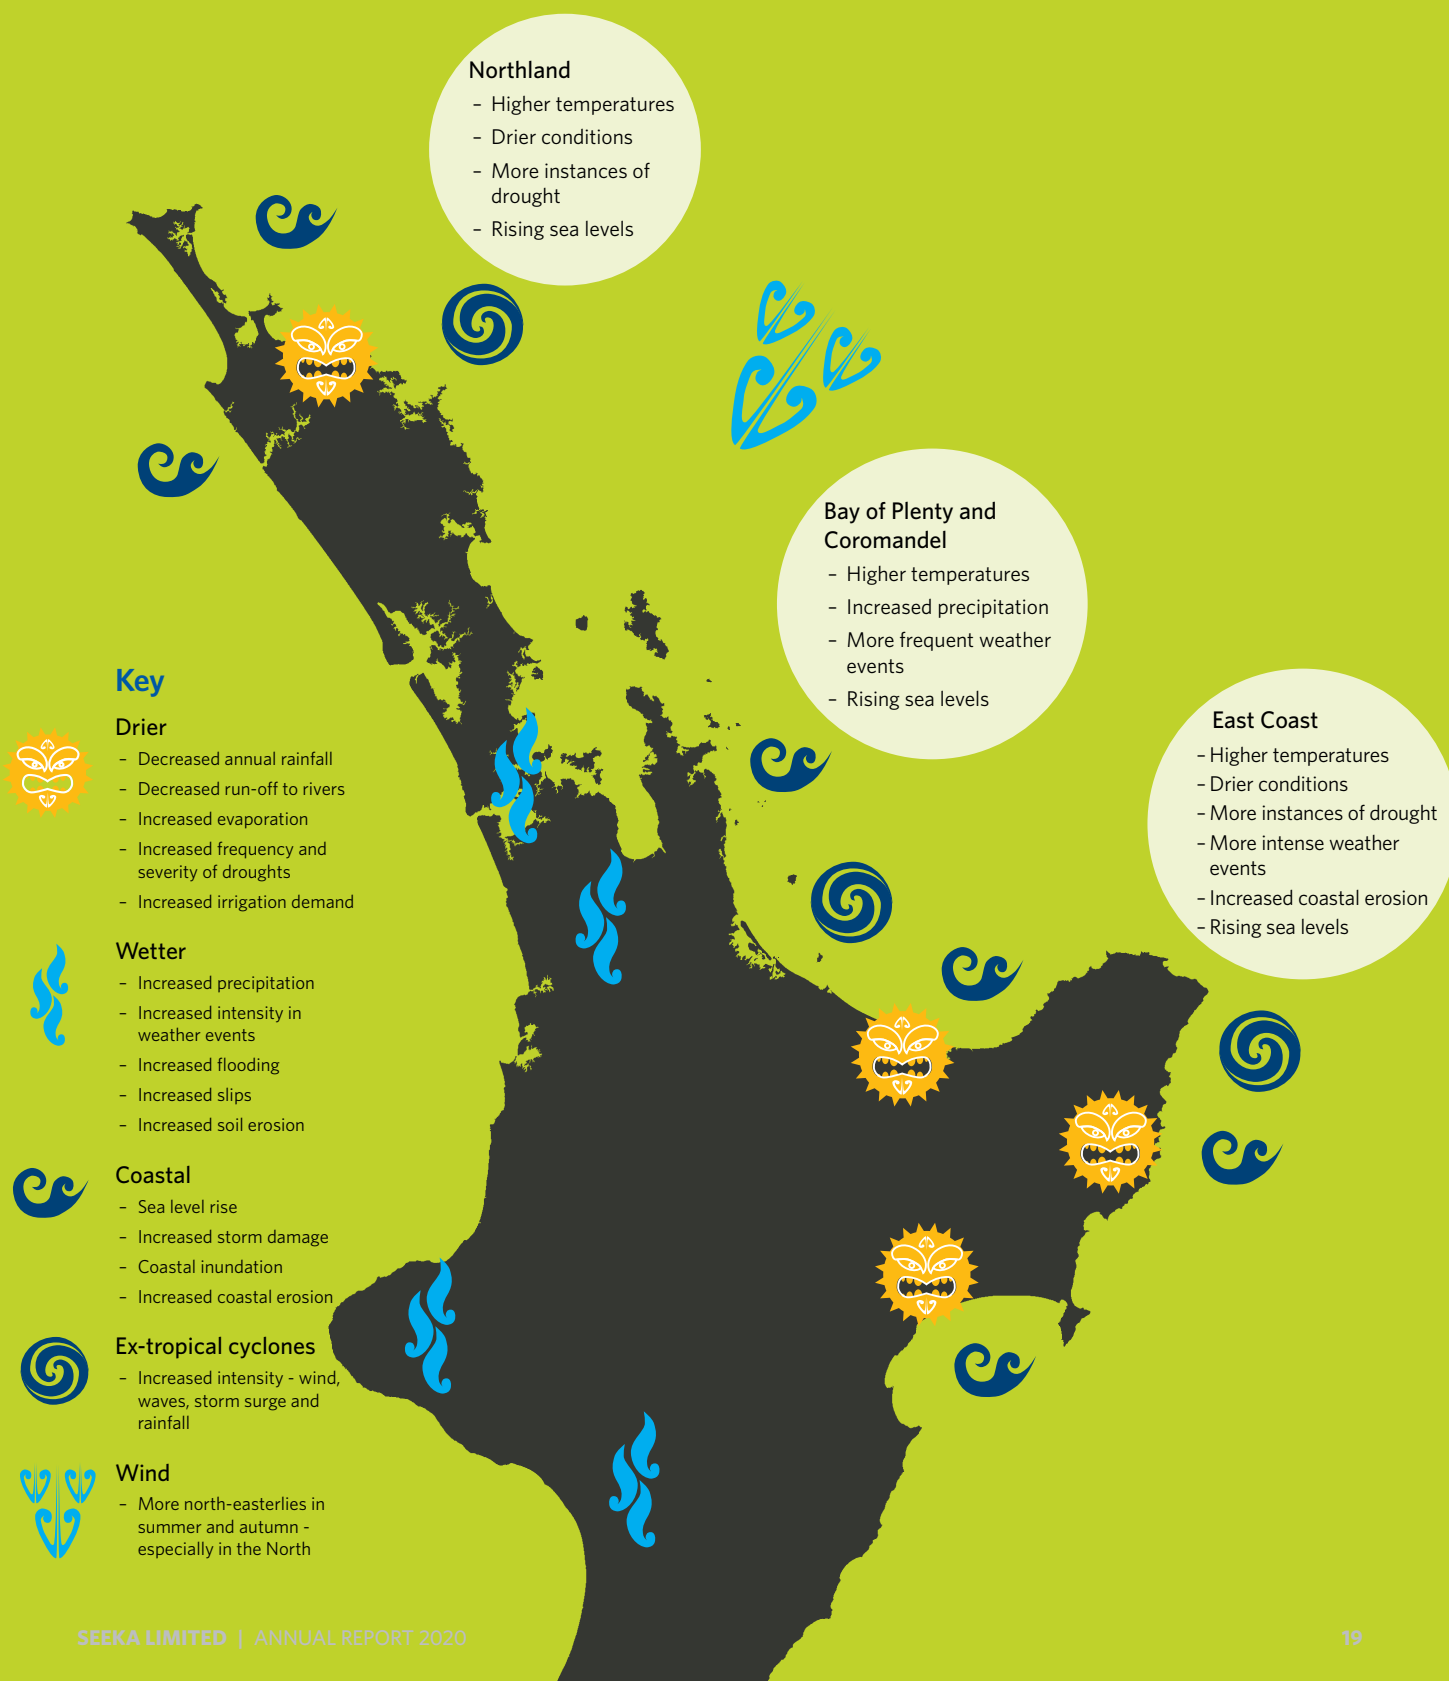 Northland
– Higher temperatures
– Drier conditions
– More instances of
drought
– Rising sea levels
Bay of Plenty and
Coromandel
– Higher temperatures
– Increased precipitation
– More frequent weather
events
– Rising sea levels
East Coast
– Higher temperatures
– Drier conditions
– More instances of drought
– More intense weather
events
– Increased coastal erosion
– Rising sea levels
Key
Drier
– Decreased annual rainfall
– Decreased run-off to rivers
– Increased evaporation
– Increased frequency and
severity of droughts
– Increased irrigation demand
Wetter
– Increased precipitation
– Increased intensity in
weather events
– Increased flooding
– Increased slips
– Increased soil erosion
Coastal
– Sea level rise
– Increased storm damage
– Coastal inundation
– Increased coastal erosion
Ex-tropical cyclones
– Increased intensity - wind,
waves, storm surge and
rainfall
Wind
– More north-easterlies in
summer and autumn -
especially in the North
SEEKA LIMITED | ANNUAL REPORT 2020
19